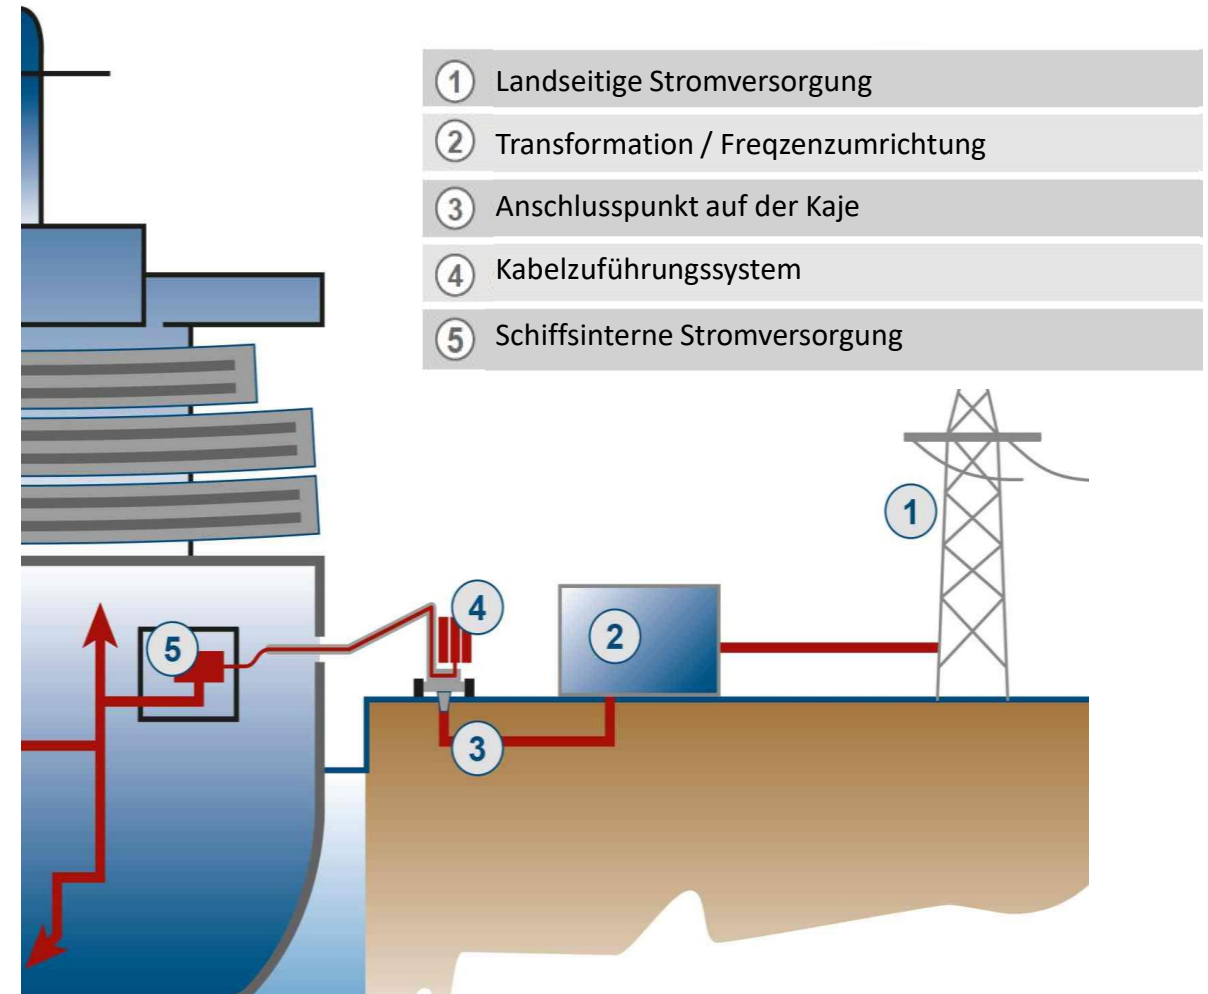 1 Landseitige Stromversorgung
2 Transformation / Freqzenzumrichtung
3 Anschlusspunkt auf der Kaje
4 Kabelzuführungssystem
5 Schiffsinterne Stromversorgung
1
4
2
5
3